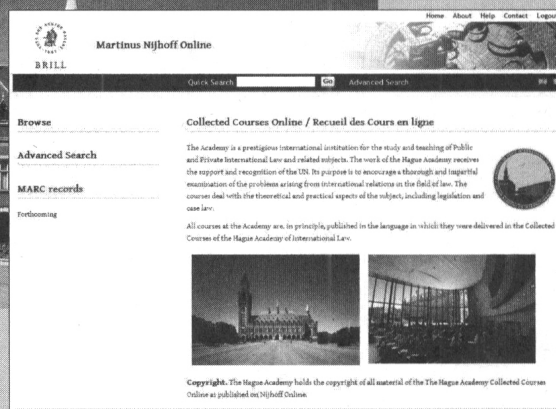 Home About Help Contact Logout
Martinus Nijhoff Online
BRILL
Quick Search Go Advanced Search
Browse
Advanced Search
MARC records
Forthcoming
Collected Courses Online / Recueil des Cours en ligne
The Academy is a prestigious international institution for the study and teaching of Public
and Private International Law and related subjects. The work of the Hague Academy receives
the support and recognition of the UN. Its purpose is to encourage a thorough and impartial
examination of the problems arising from international relations in the field of law. The
courses deal with the theoretical and practical aspects of the subject, including legislation and
case law.
All courses at the Academy are, in principle, published in the language in which they were delivered in the Collected
Courses of the Hague Academy of International Law.
Copyright. The Hague Academy holds the copyright of all material of the The Hague Academy Collected Courses
Online as published on Nijhoff Online.